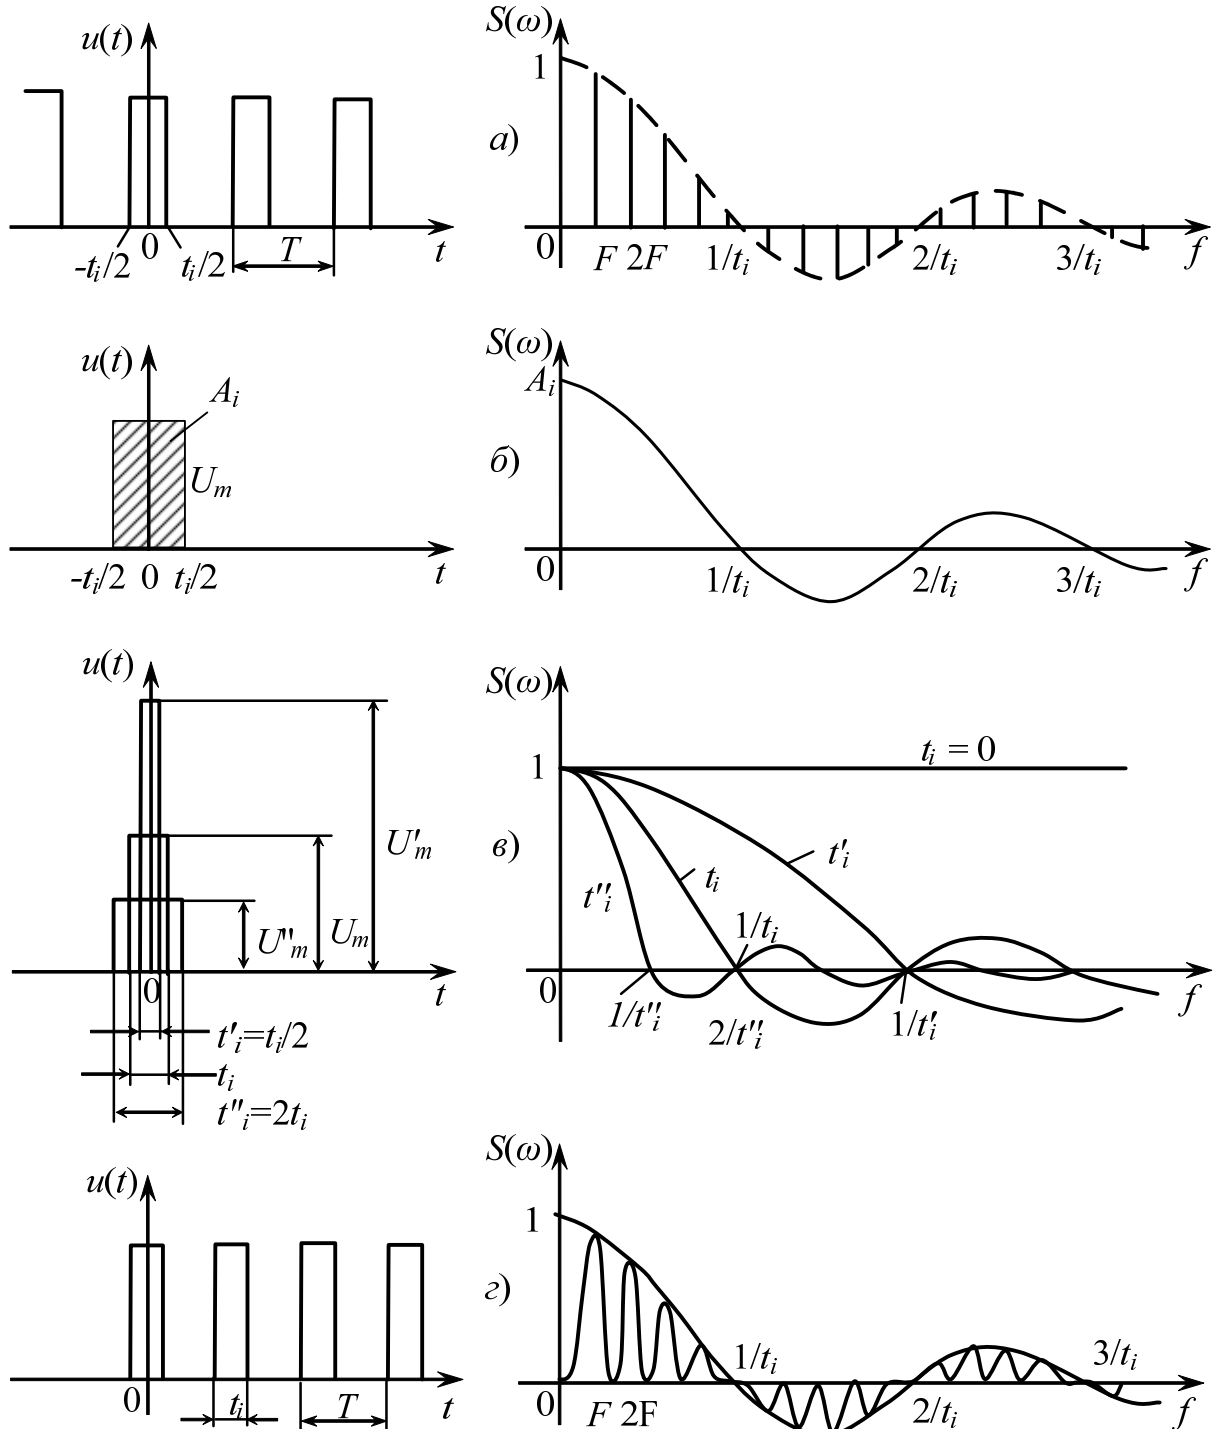 u(t)
0
-tᵢ/2
tᵢ/2
T
t
S(ω)
1
а)
0
F 2F
1/tᵢ
2/tᵢ
3/tᵢ
f
u(t)
Aᵢ
Uₘ
-tᵢ/2 0 tᵢ/2
t
S(ω)
Aᵢ
б)
0
1/tᵢ
2/tᵢ
3/tᵢ
f
u(t)
U'ₘ
Uₘ
U"ₘ
0
t
t'ᵢ=tᵢ/2
tᵢ
t"ᵢ=2tᵢ
S(ω)
1
tᵢ = 0
в)
t'ᵢ
tᵢ
t"ᵢ
1/tᵢ
0
1/t"ᵢ
2/t"ᵢ
1/t'ᵢ
f
u(t)
0
tᵢ
T
t
S(ω)
1
г)
1/tᵢ
3/tᵢ
0
F 2F
2/tᵢ
f